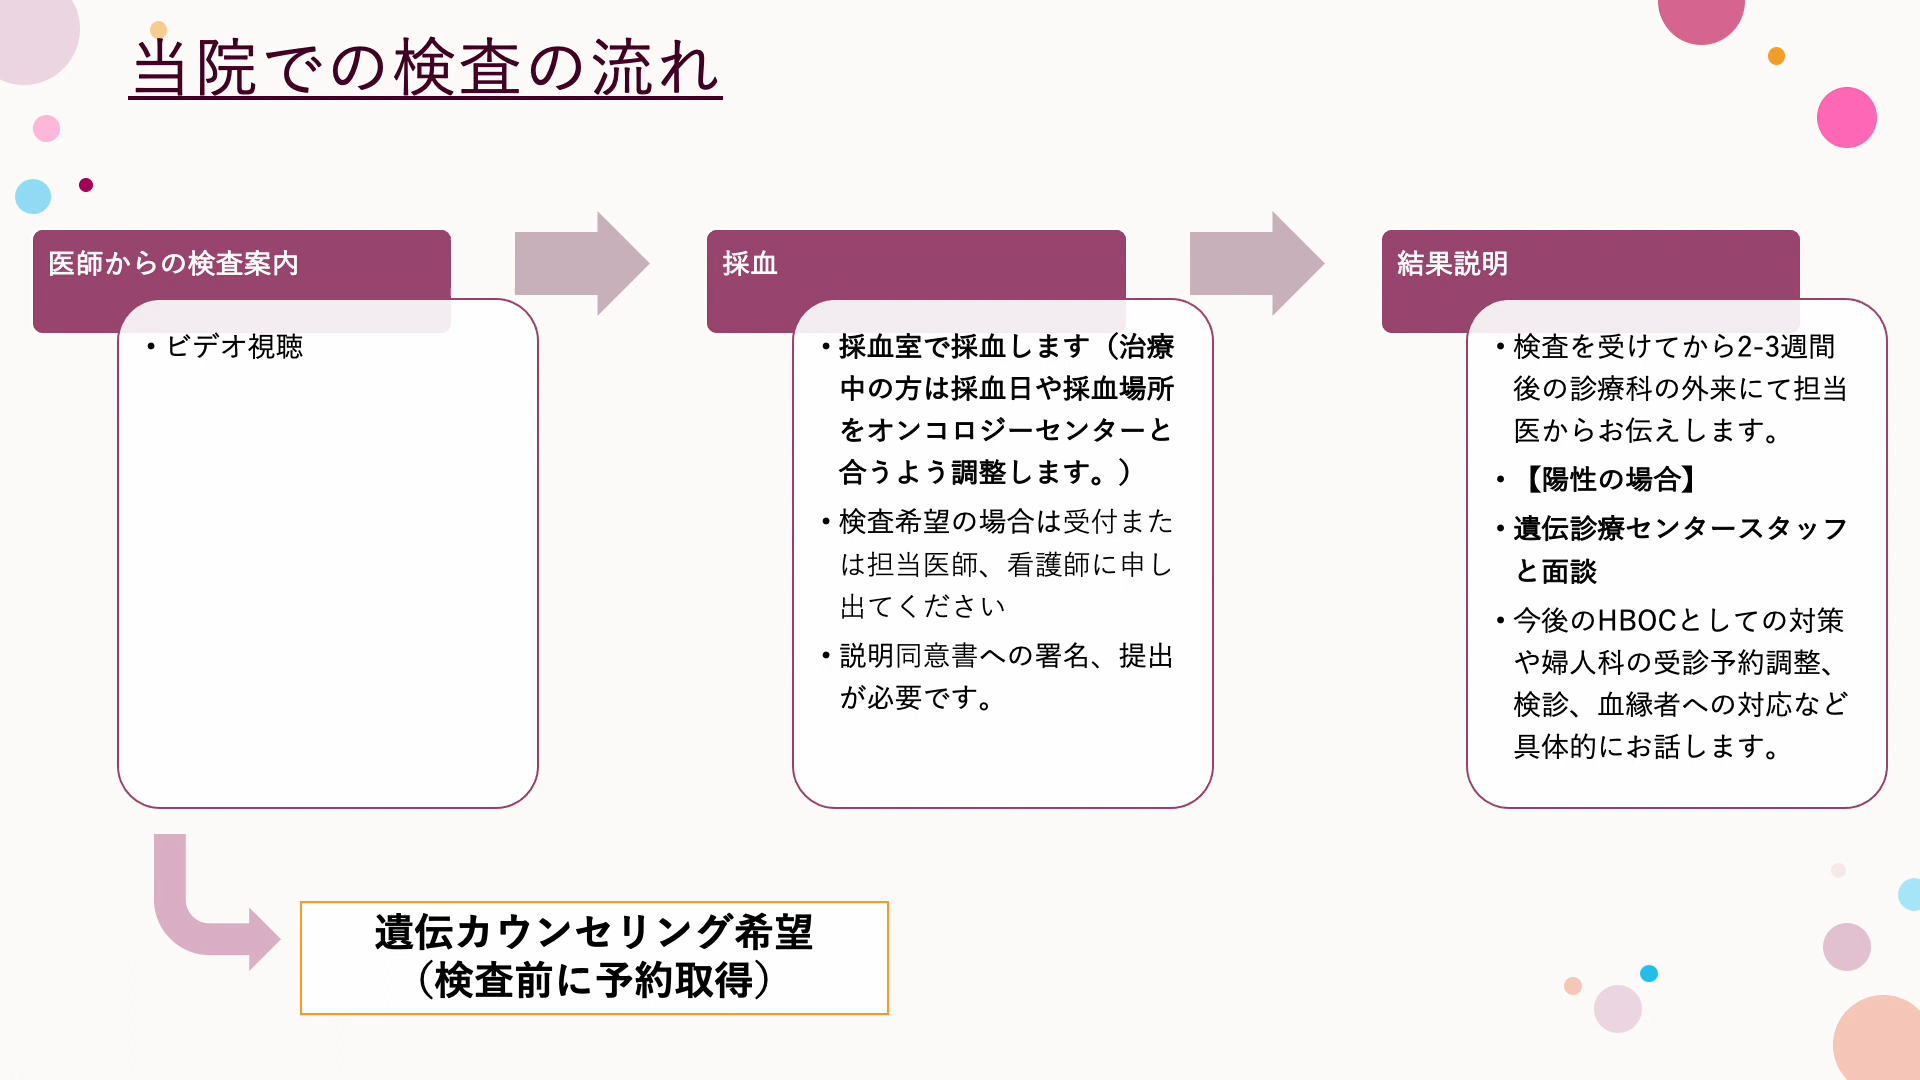 当院での検査の流れ
医師からの検査案内
・ビデオ視聴
採血
・採血室で採血します（治療
中の方は採血日や採血場所
をオンコロジーセンターと
合うよう調整します。）
・検査希望の場合は受付また
は担当医師、看護師に申し
出てください
・説明同意書への署名、提出
が必要です。
結果説明
・検査を受けてから2-3週間
後の診療科の外来にて担当
医からお伝えします。
・【陽性の場合】
・遺伝診療センタースタッフ
と面談
・今後のHBOCとしての対策
や婦人科の受診予約調整、
検診、血縁者への対応など
具体的にお話します。
遺伝カウンセリング希望
（検査前に予約取得）